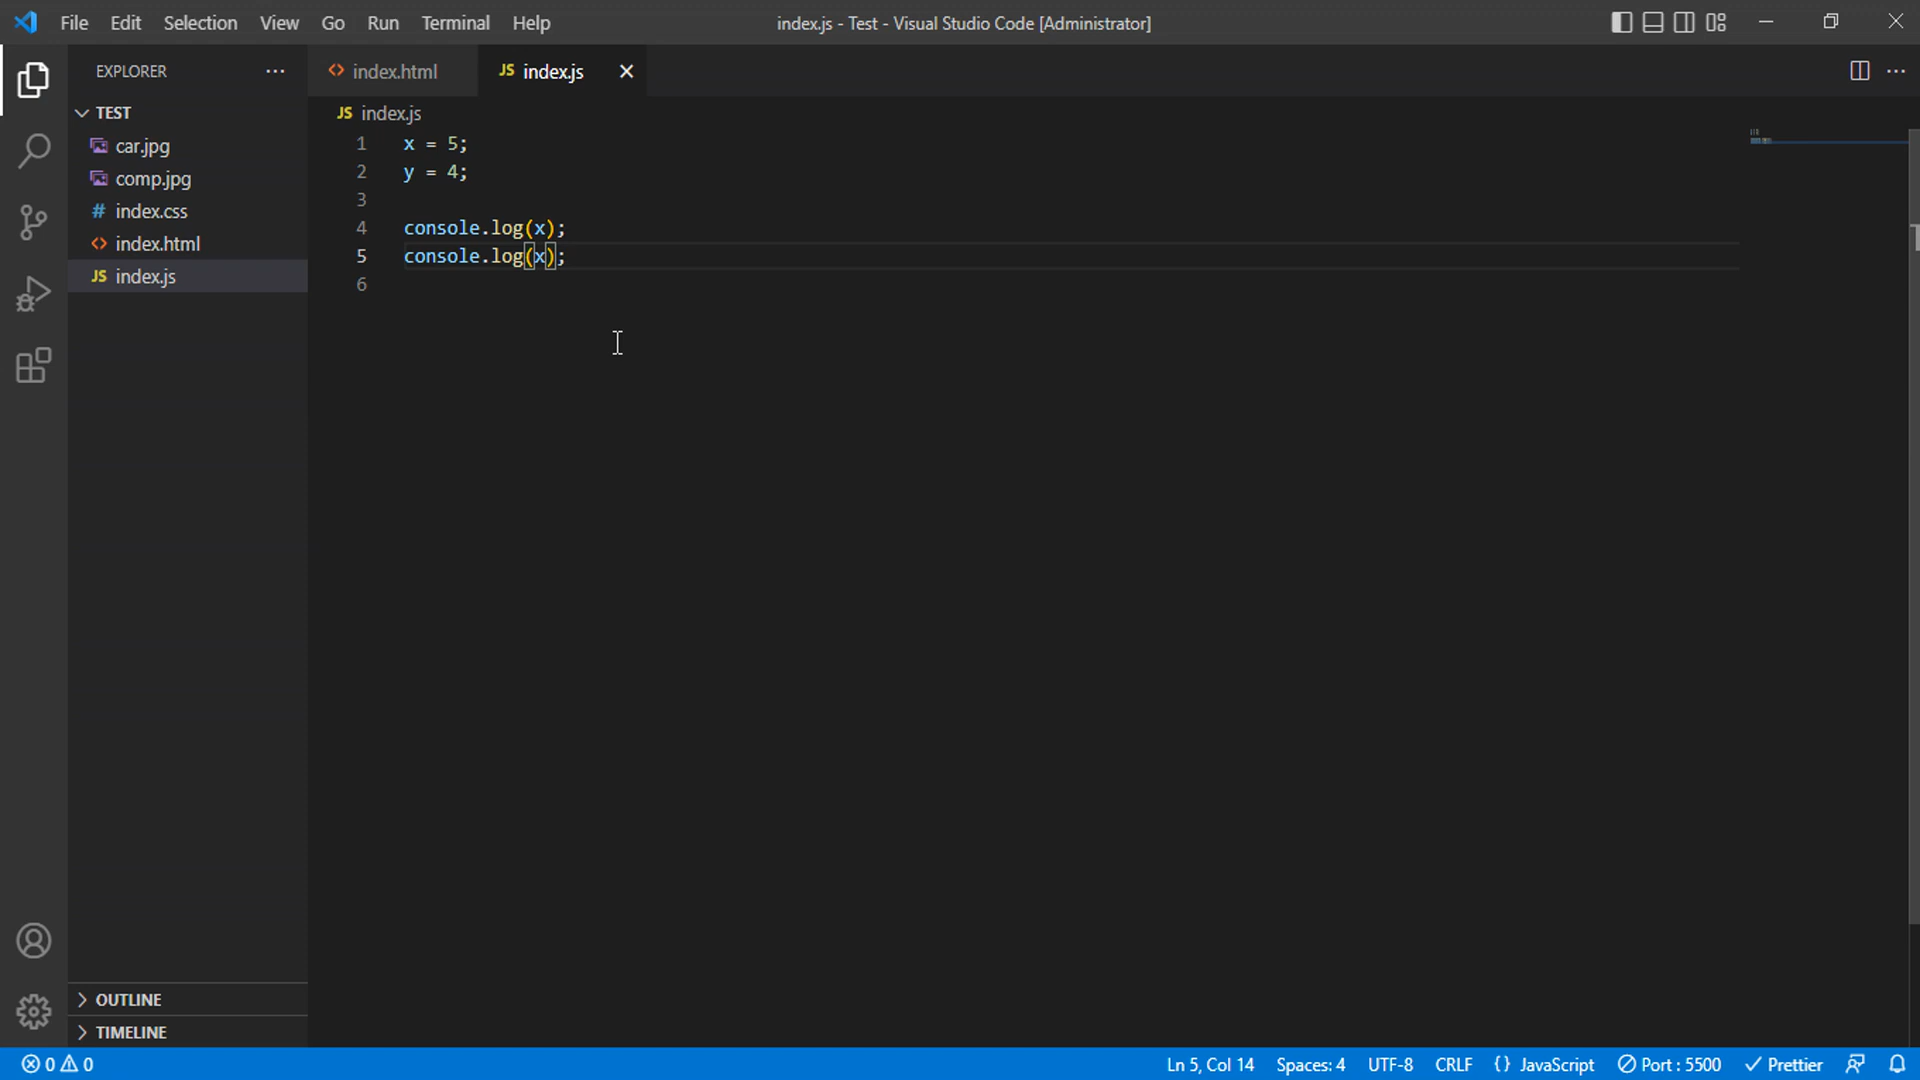 File Edit Selection View Go Run Terminal Help index.js - Test - Visual Studio Code [Administrator]
EXPLORER
TEST
car.jpg
comp.jpg
# index.css
<> index.html
JS index.js
OUTLINE
TIMELINE
<> index.html JS index.js
JS index.js
1 x = 5;
2 y = 4;
3
4 console.log(x);
5 console.log(x);
6
0 0 Ln 5, Col 14 Spaces: 4 UTF-8 CRLF {} JavaScript Port : 5500 Prettier